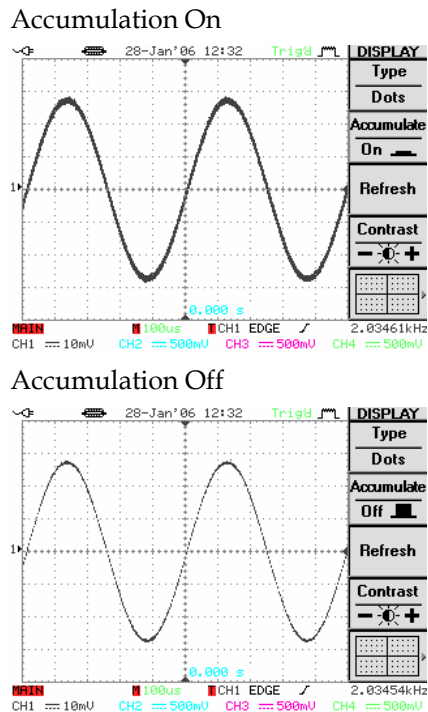 Accumulation On
28-Jan'06 12:32 Trig'd DISPLAY
Type
Dots
Accumulate
On
Refresh
Contrast
1
0.000 s
MAIN M 100us T CH1 EDGE 2.03461kHz
CH1 10mV CH2 500mV CH3 500mV CH4 500mV
Accumulation Off
28-Jan'06 12:32 Trig'd DISPLAY
Type
Dots
Accumulate
Off
Refresh
Contrast
1
0.000 s
MAIN M 100us T CH1 EDGE 2.03454kHz
CH1 10mV CH2 500mV CH3 500mV CH4 500mV